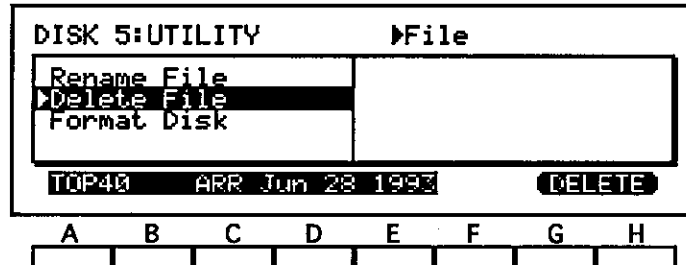 DISK 5:UTILITY ▶File
Rename File
▶Delete File
Format Disk
TOP40 ARR Jun 28 1993 DELETE
A B C D E F G H